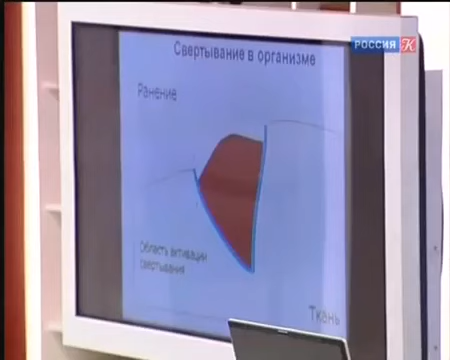 Свертывание в организме
РОССИЯ К
Ранение
Область активации
свертывания
Ткань